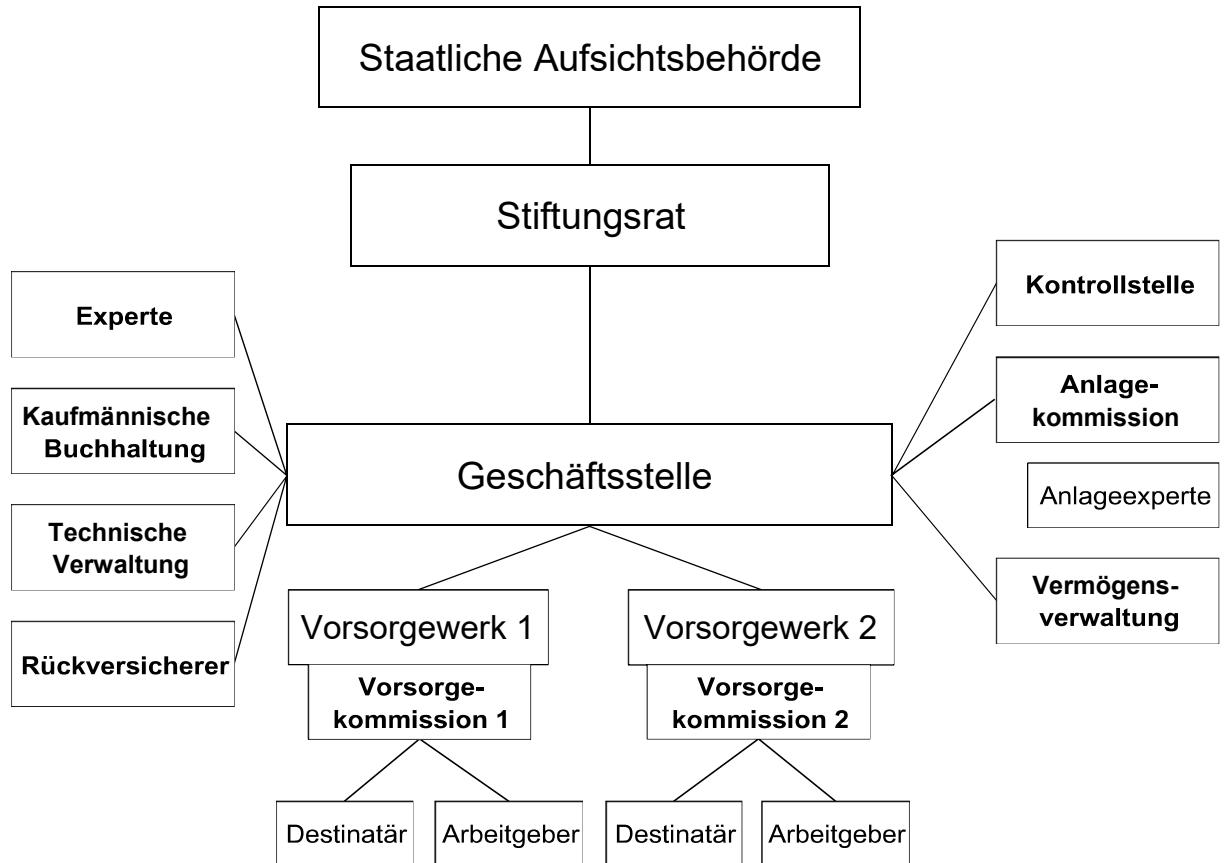 Staatliche Aufsichtsbehörde
Stiftungsrat
Experte
Kaufmännische
Buchhaltung
Technische
Verwaltung
Rückversicherer
Kontrollstelle
Anlage-
kommission
Anlageexperte
Vermögens-
verwaltung
Geschäftsstelle
Vorsorgewerk 1
Vorsorge-
kommission 1
Destinatär
Arbeitgeber
Vorsorgewerk 2
Vorsorge-
kommission 2
Destinatär
Arbeitgeber